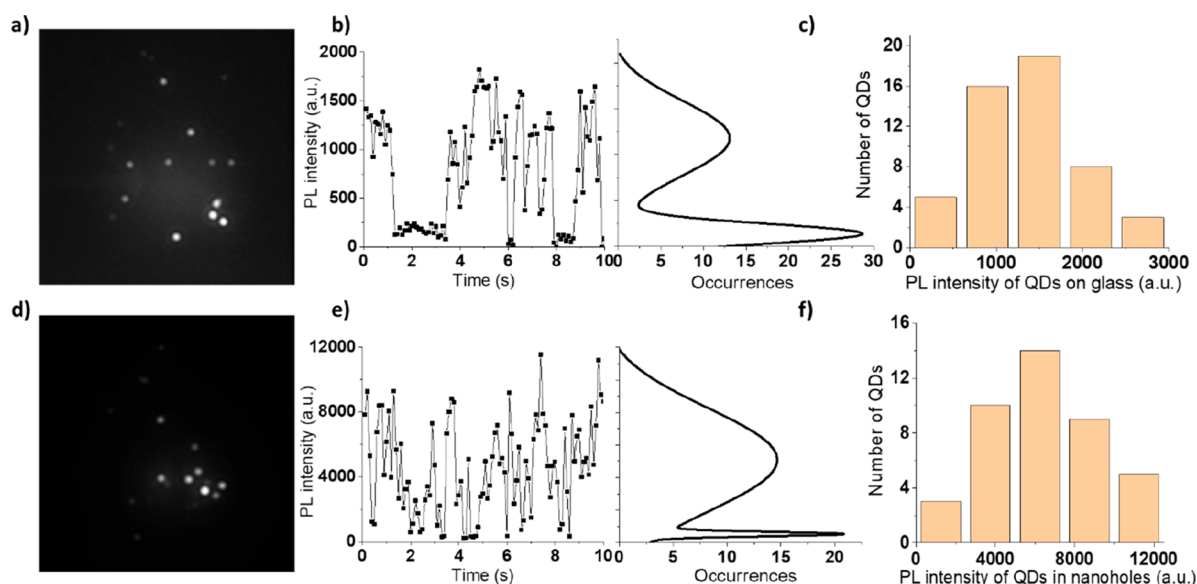 a)
b)
2000
1500
1000
500
0
PL intensity (a.u.)
0 2 4 6 8 10
Time (s)
0 5 10 15 20 25 30
Occurrences
c)
20
16
12
8
4
0
Number of QDs
0 1000 2000 3000
PL intensity of QDs on glass (a.u.)
d)
e)
12000
8000
4000
0
PL intensity (a.u.)
0 2 4 6 8 10
Time (s)
5 10 15 20
Occurrences
f)
16
12
8
4
0
Number of QDs
4000 8000 12000
PL intensity of QDs in nanoholes (a.u.)